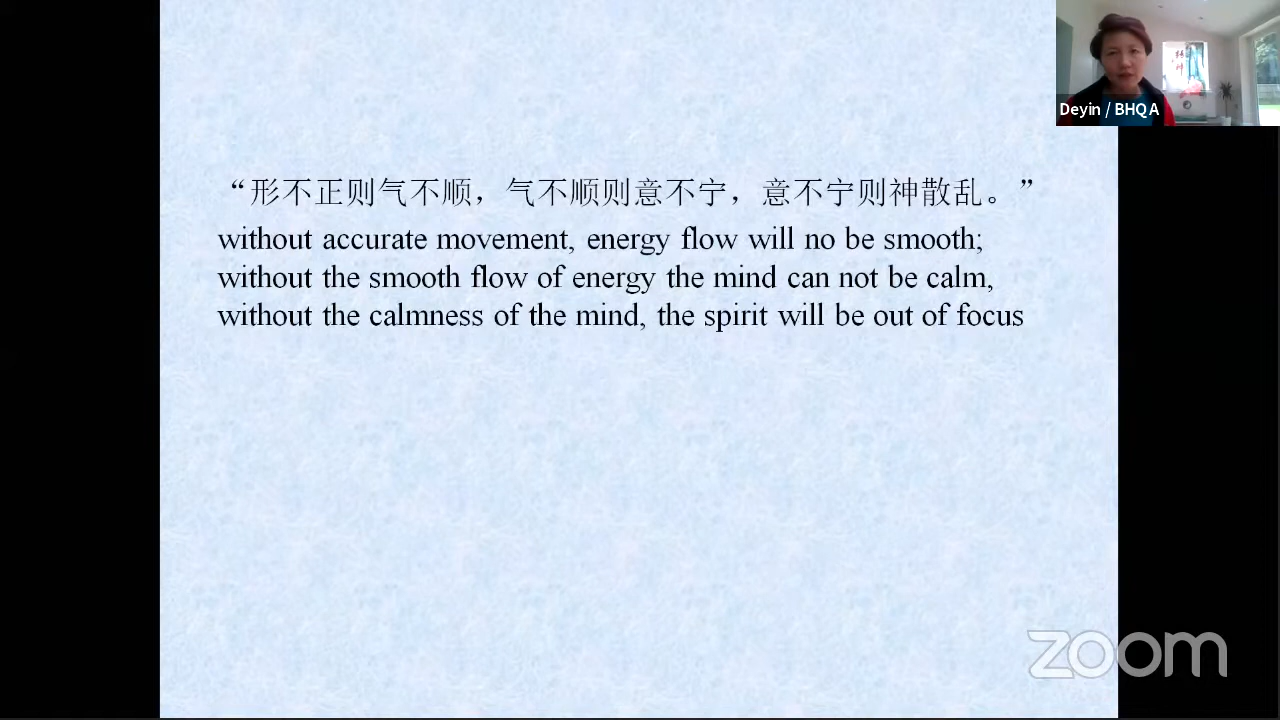 Deyin / BHQA
“形不正则气不顺，气不顺则意不宁，意不宁则神散乱。”
without accurate movement, energy flow will no be smooth;
without the smooth flow of energy the mind can not be calm,
without the calmness of the mind, the spirit will be out of focus
zoom